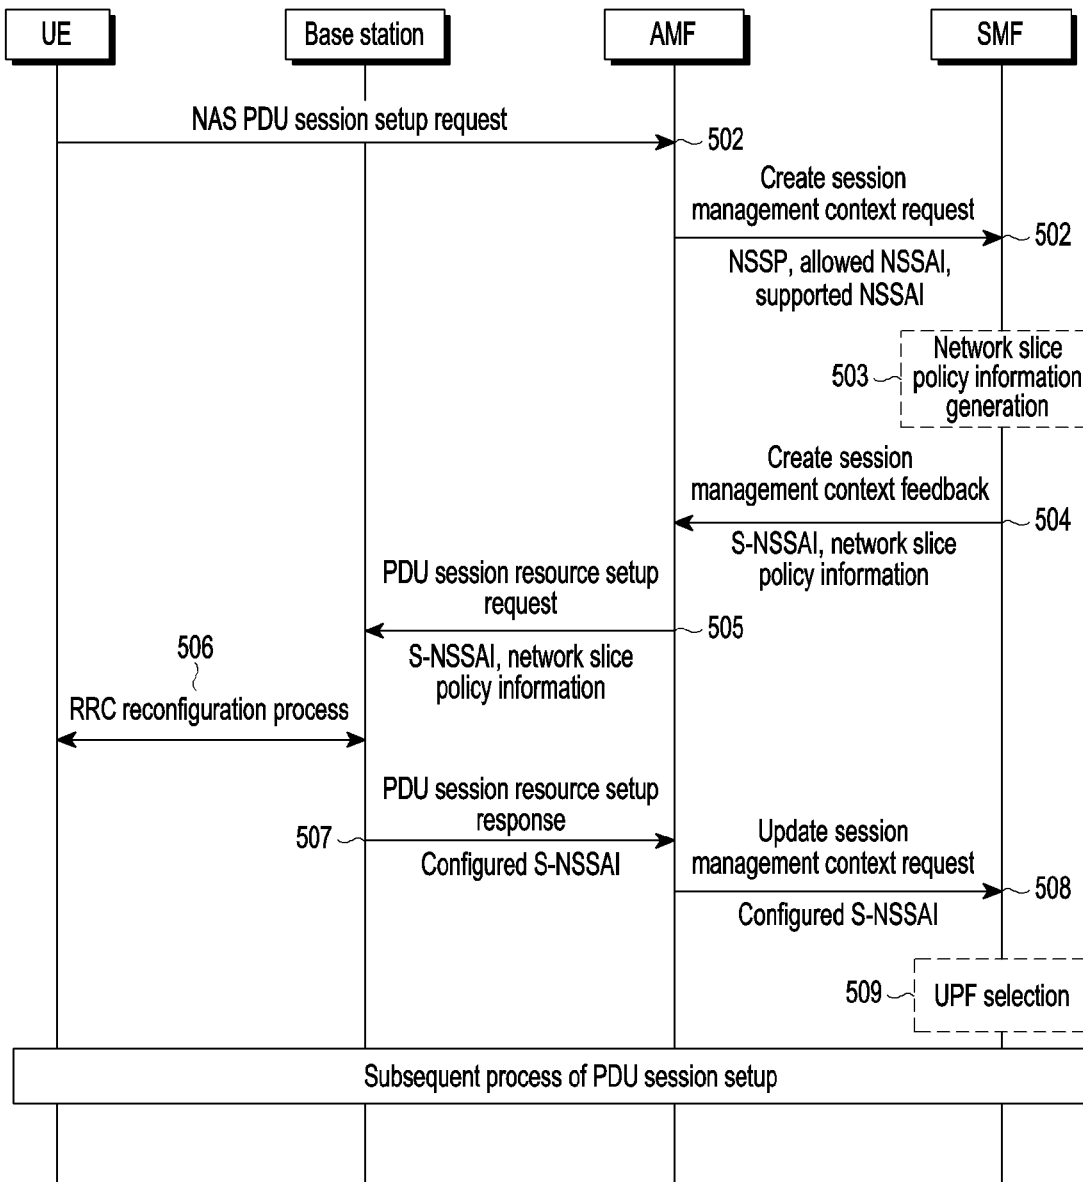 UE
Base station
AMF
SMF
NAS PDU session setup request
502
Create session
management context request
502
NSSP, allowed NSSAI,
supported NSSAI
503
Network slice
policy information
generation
Create session
management context feedback
504
S-NSSAI, network slice
policy information
PDU session resource setup
request
505
S-NSSAI, network slice
policy information
506
RRC reconfiguration process
PDU session resource setup
response
507
Configured S-NSSAI
Update session
management context request
508
Configured S-NSSAI
509
UPF selection
Subsequent process of PDU session setup